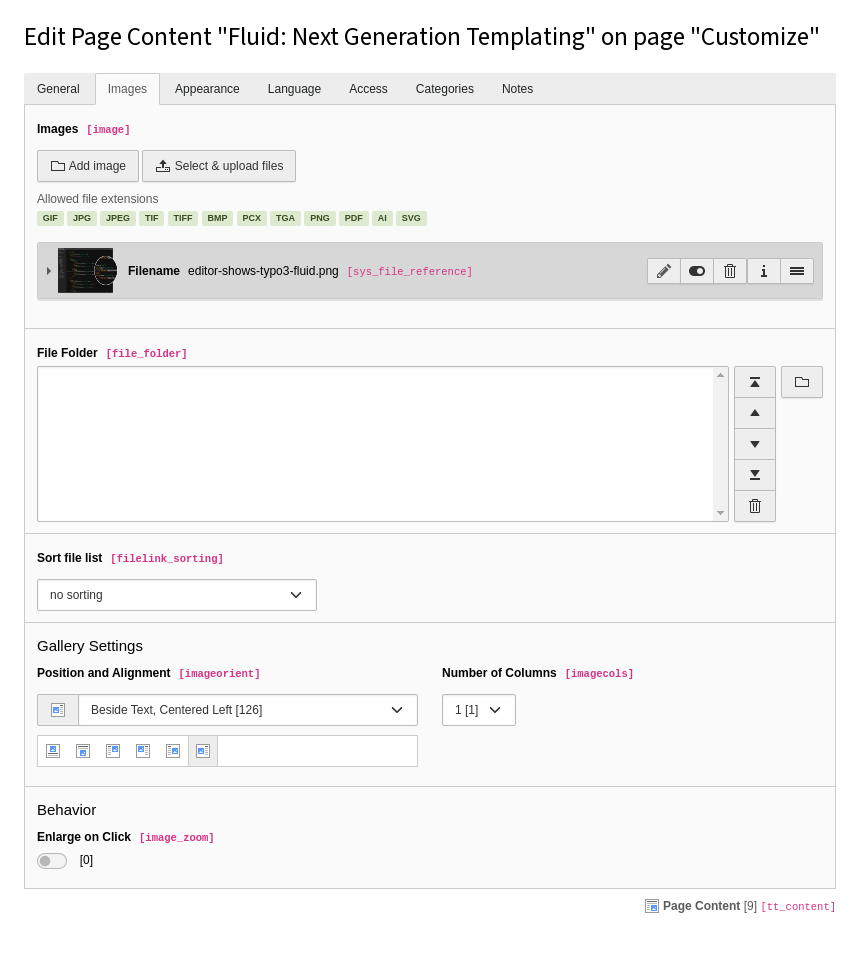 Edit Page Content "Fluid: Next Generation Templating" on page "Customize"
General Images Appearance Language Access Categories Notes
Images [image]
Add image Select & upload files
Allowed file extensions
GIF JPG JPEG TIF TIFF BMP PCX TGA PNG PDF AI SVG
Filename editor-shows-typo3-fluid.png [sys_file_reference]
File Folder [file_folder]
Sort file list [filelink_sorting]
no sorting
Gallery Settings
Position and Alignment [imageorient] Number of Columns [imagecols]
Beside Text, Centered Left [126] 1 [1]
Behavior
Enlarge on Click [image_zoom]
[0]
Page Content [9] [tt_content]